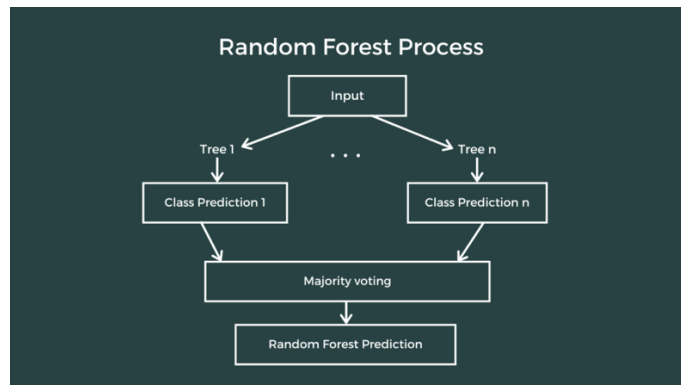 Random Forest Process
Input
Tree 1
. . .
Tree n
Class Prediction 1
Class Prediction n
Majority voting
Random Forest Prediction